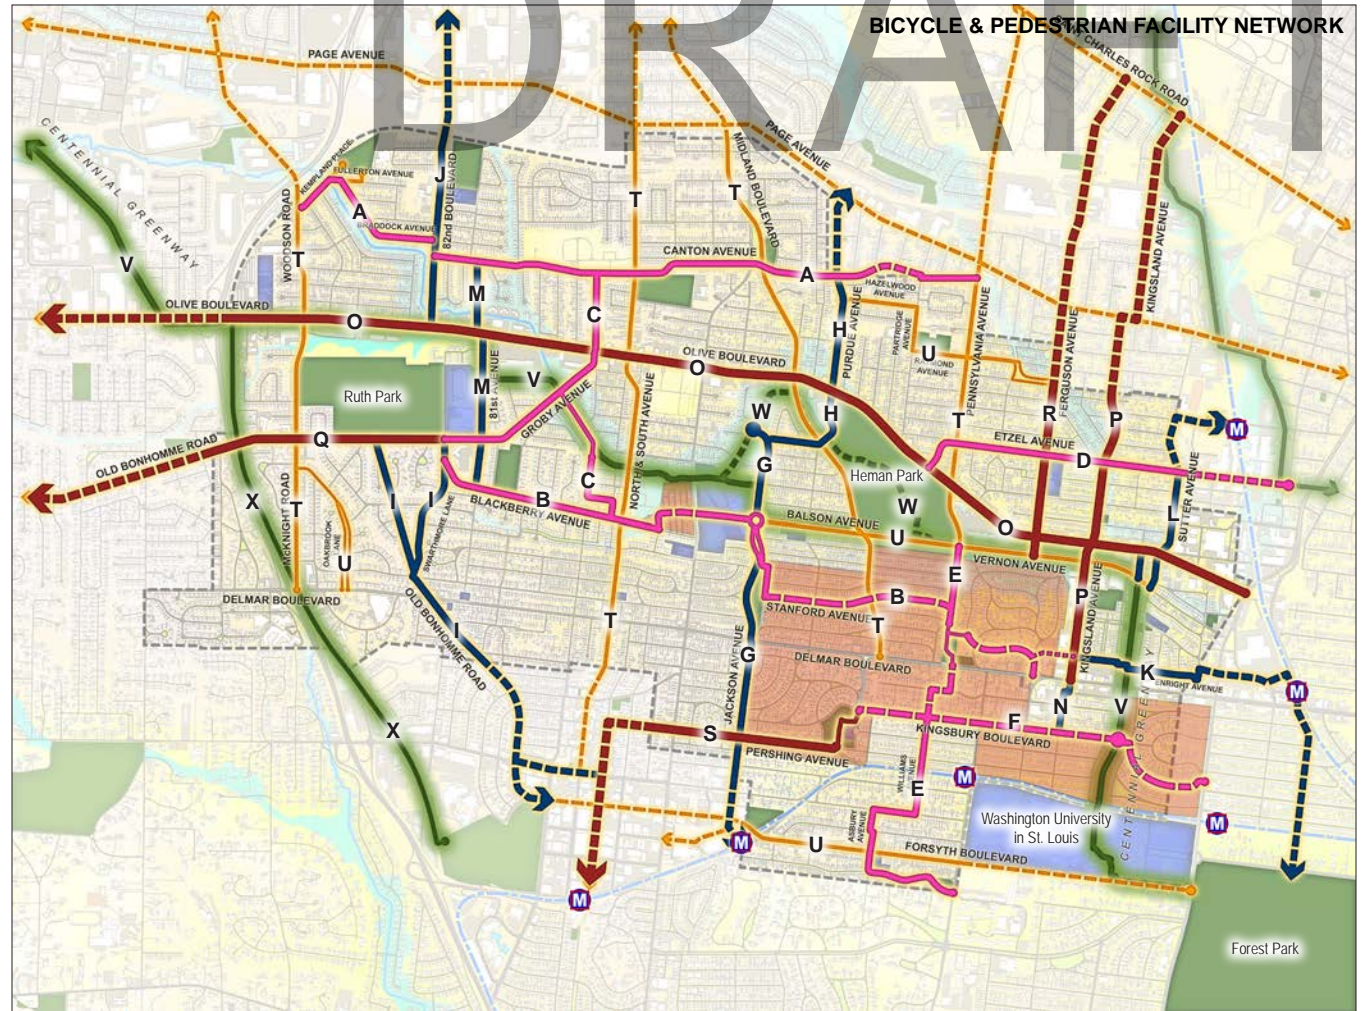 DRAFT
BICYCLE & PEDESTRIAN FACILITY NETWORK
PAGE AVENUE
SAINT CHARLES ROCK ROAD
CENTENNIAL GREENWAY
KEMPLAND PLACE
FULLERTON AVENUE
J
82nd BOULEVARD
MIDLAND BOULEVARD
PAGE AVENUE
WOODSON ROAD
A
BRADDOCK AVENUE
T
T
T
KINGSLAND AVENUE
V
CANTON AVENUE
A
HAZELWOOD
AVENUE
M
OLIVE BOULEVARD
O
C
H
PURDUE AVENUE
PARTRIDGE
AVENUE
U
RAYMOND
AVENUE
PENNSYLVANIA AVENUE
FERGUSON AVENUE
OLIVE BOULEVARD
O
Ruth Park
M
81st AVENUE
V
GROBY AVENUE
NORTH & SOUTH AVENUE
W
H
T
R
P
M
OLD BONHOMME ROAD
Q
ETZEL AVENUE
D
G
Heman Park
X
McKNIGHT ROAD
T
OAKBROOK
LANE
U
I
I
SWARTHMORE LANE
B
BLACKBERRY AVENUE
C
W
BALSON AVENUE
U
O
L
SUTTER AVENUE
VERNON AVENUE
E
DELMAR BOULEVARD
OLD BONHOMME ROAD
I
T
B
STANFORD AVENUE
T
P
KINGSLAND AVENUE
G
JACKSON AVENUE
DELMAR BOULEVARD
K
ENRIGHT AVENUE
M
N
V
CENTENNIAL GREENWAY
X
S
PERSHING AVENUE
F
KINGSBURY BOULEVARD
WILLIAMS
AVENUE
E
M
Washington University
in St. Louis
M
ASBURY
AVENUE
M
U
FORSYTH BOULEVARD
M
Forest Park